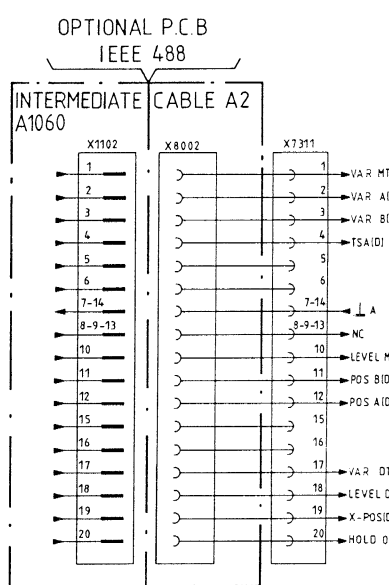 OPTIONAL P.C.B
IEEE 488
INTERMEDIATE CABLE A2
A1060
X1102 X8002 X7311
1 1 VAR MT
2 2 VAR
3 3 VAR
4 4 TSA(D)
5 5
6 6
7-14 7-14 A
8-9-13 8-9-13 NC
10 10 LEVEL M
11 11 POS B(D
12 12 POS A(D
15 15
16 16
17 17 VAR DT
18 18 LEVEL
19 19 X-POS(D
20 20 HOLD